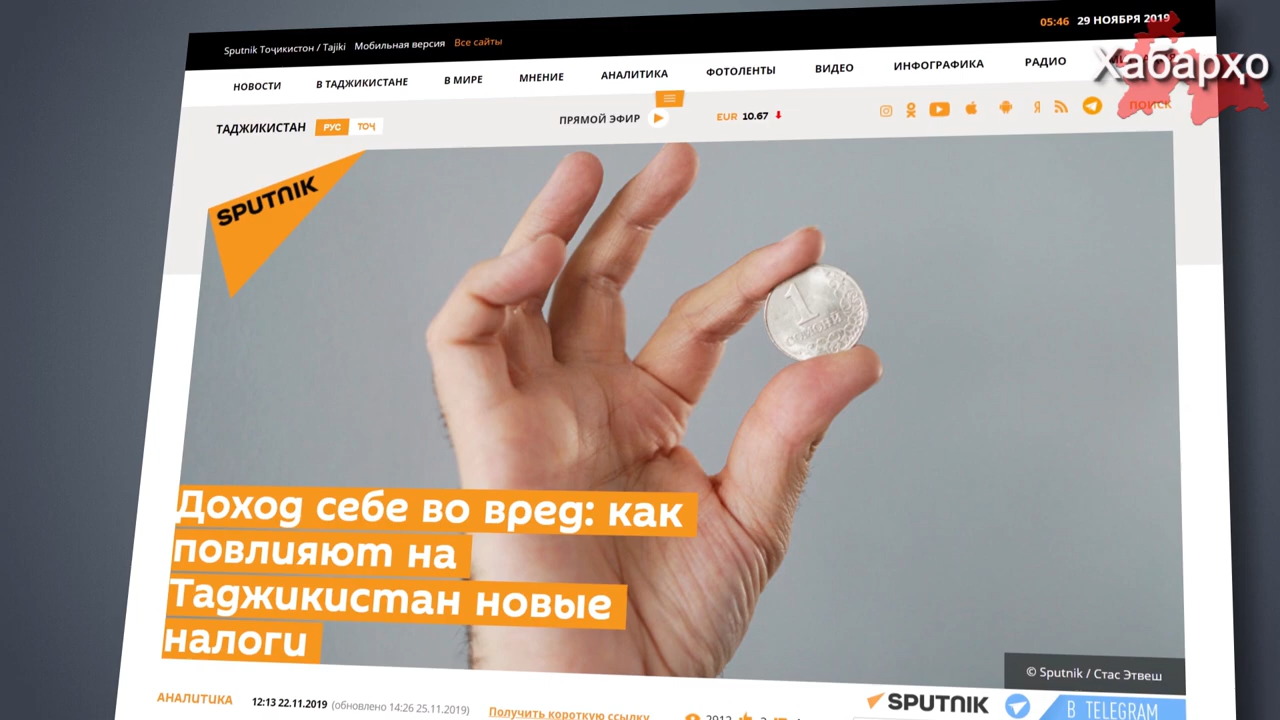 05:46 29 НОЯБРЯ 2019
Sputnik Тоҷикистон / Tajiki Мобильная версия Все сайты
Хабарҳо
НОВОСТИ В ТАДЖИКИСТАНЕ В МИРЕ МНЕНИЕ АНАЛИТИКА ФОТОЛЕНТЫ ВИДЕО ИНФОГРАФИКА РАДИО
ТАДЖИКИСТАН РУС ТОҶ ПРЯМОЙ ЭФИР EUR 10.67 Я ПОИСК
SPUTNIK
1
СОМОНӢ
Доход себе во вред: как
повлияют на
Таджикистан новые
налоги
© Sputnik / Стас Этвеш
АНАЛИТИКА 12:13 22.11.2019 (обновлено 14:26 25.11.2019) Получить короткую ссылку 2912
SPUTNIK В TELEGRAM